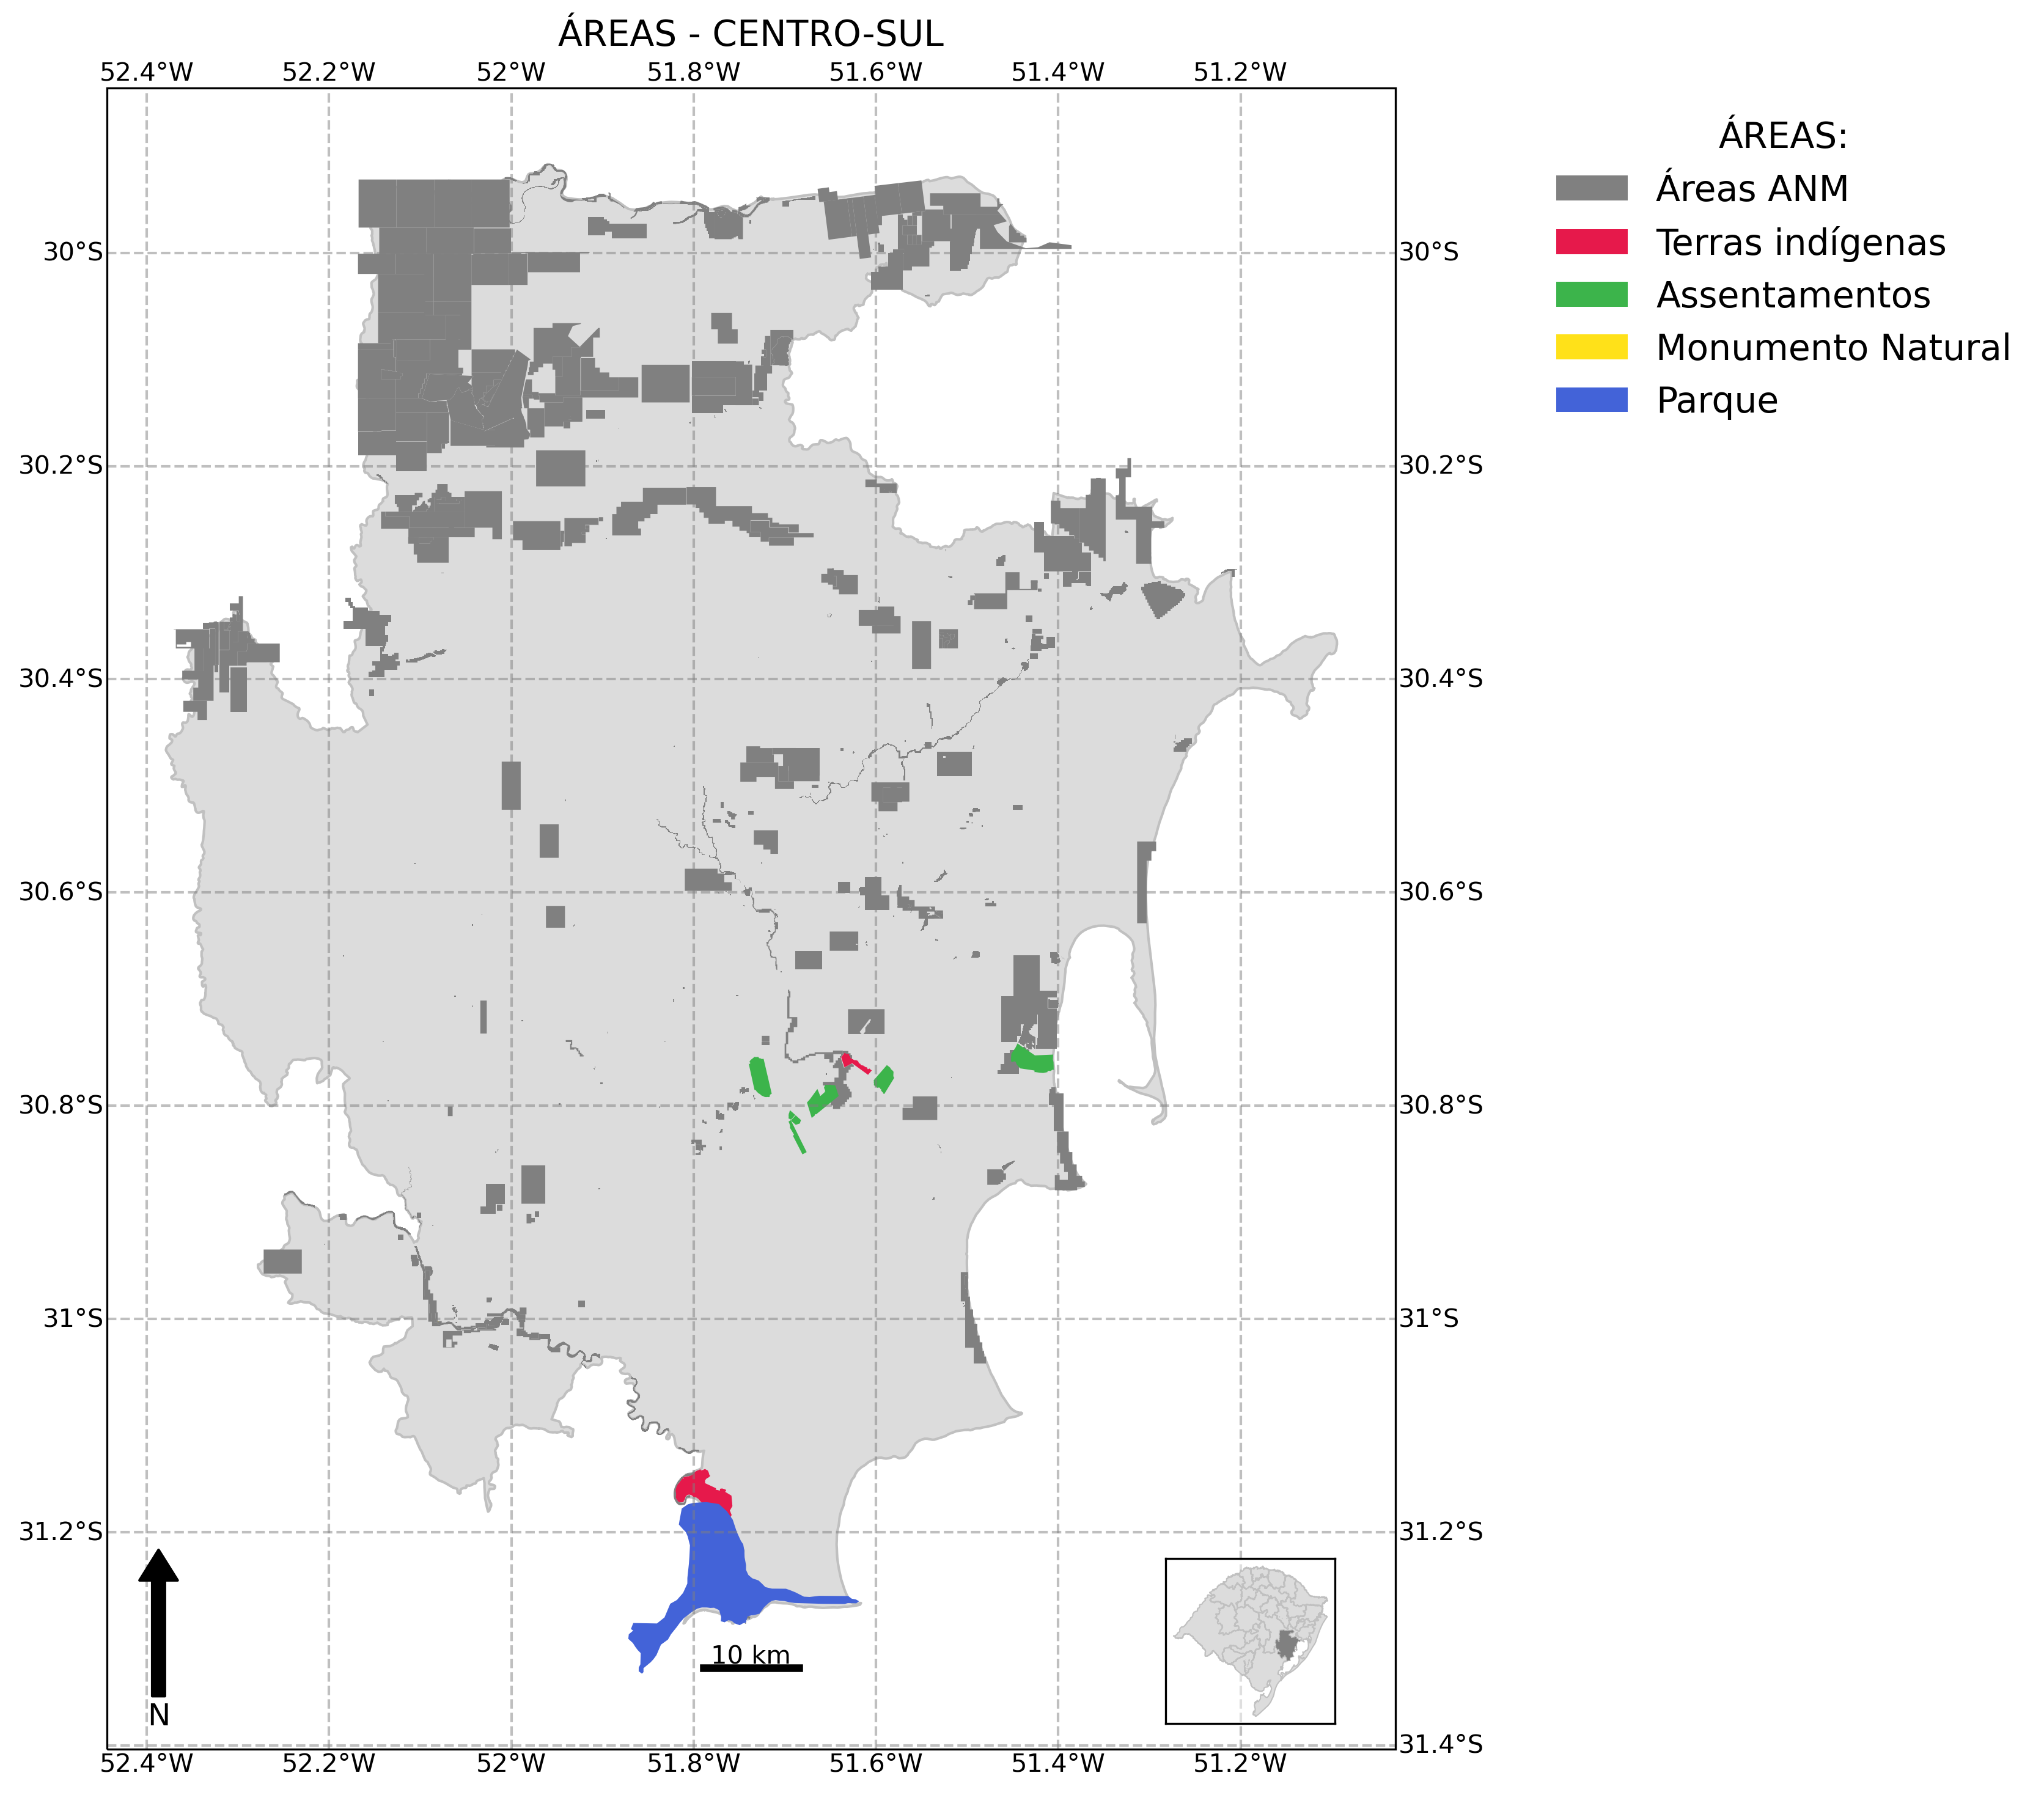 ÁREAS - CENTRO-SUL
52.4°W 52.2°W 52°W 51.8°W 51.6°W 51.4°W 51.2°W
ÁREAS:
Áreas ANM
Terras indígenas
Assentamentos
Monumento Natural
Parque
30°S 30°S
30.2°S 30.2°S
30.4°S 30.4°S
30.6°S 30.6°S
30.8°S 30.8°S
31°S 31°S
31.2°S 31.2°S
10 km
N
31.4°S
52.4°W 52.2°W 52°W 51.8°W 51.6°W 51.4°W 51.2°W